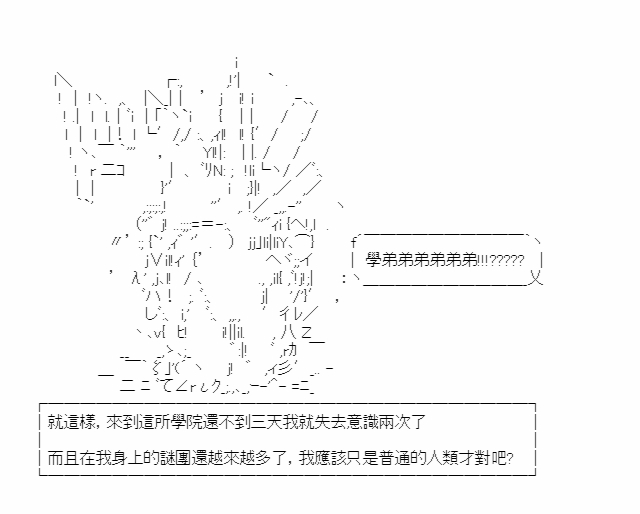 學弟弟弟弟弟弟!!!?????
就這樣，來到這所學院還不到三天我就失去意識兩次了
而且在我身上的謎團還越來越多了，我應該只是普通的人類才對吧?